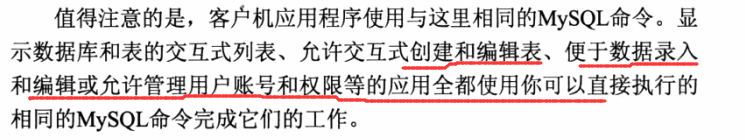 值得注意的是，客户机应用程序使用与这里相同的MySQL命令。显
示数据库和表的交互式列表、允许交互式创建和编辑表、便于数据录入
和编辑或允许管理用户账号和权限等的应用全都使用你可以直接执行的
相同的MySQL命令完成它们的工作。